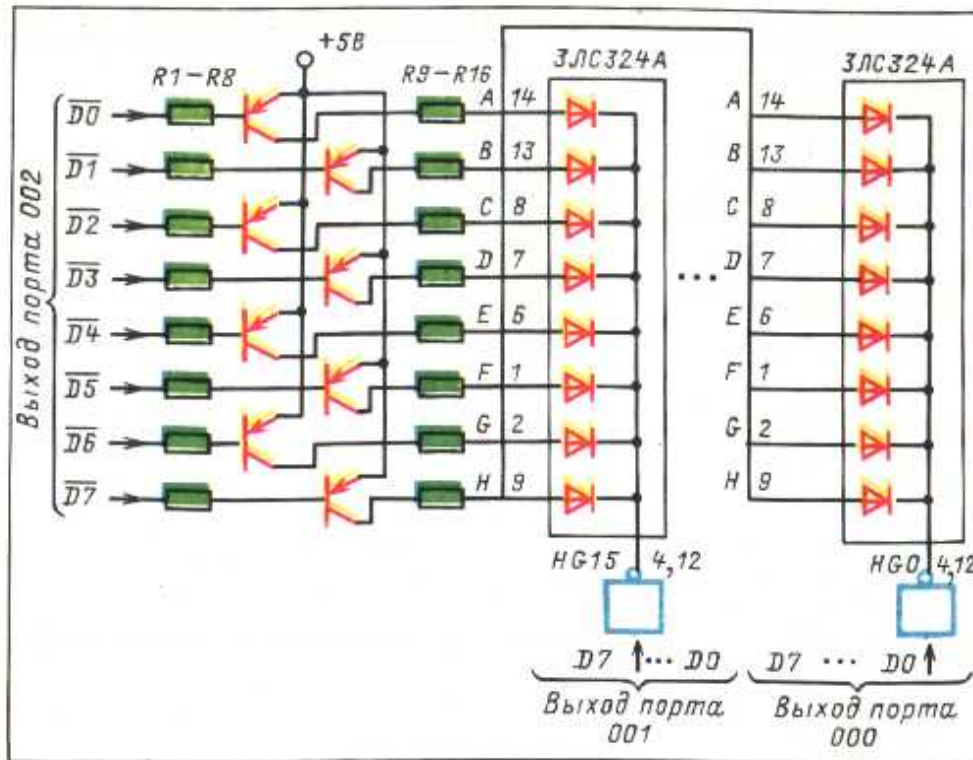 +5В
R1-R8
R9-R16
3ЛС324А
3ЛС324А
Выход порта 002
D0
D1
D2
D3
D4
D5
D6
D7
A 14
B 13
C 8
D 7
E 6
F 1
G 2
H 9
...
A 14
B 13
C 8
D 7
E 6
F 1
G 2
H 9
HG15 4,12
HG0 4,12
D7 ... D0
D7 ... D0
Выход порта
001
Выход порта
000